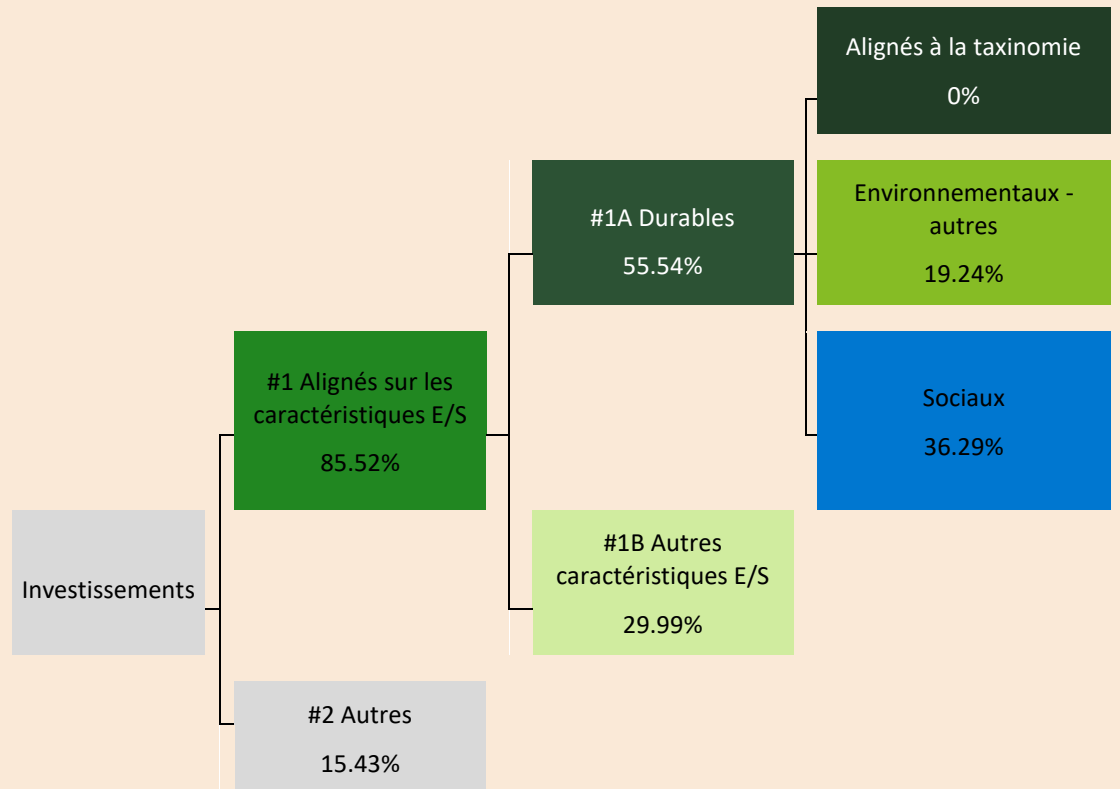 Investissements
#1 Alignés sur les
caractéristiques E/S
85.52%
#2 Autres
15.43%
#1A Durables
55.54%
#1B Autres
caractéristiques E/S
29.99%
Alignés à la taxinomie
0%
Environnementaux -
autres
19.24%
Sociaux
36.29%